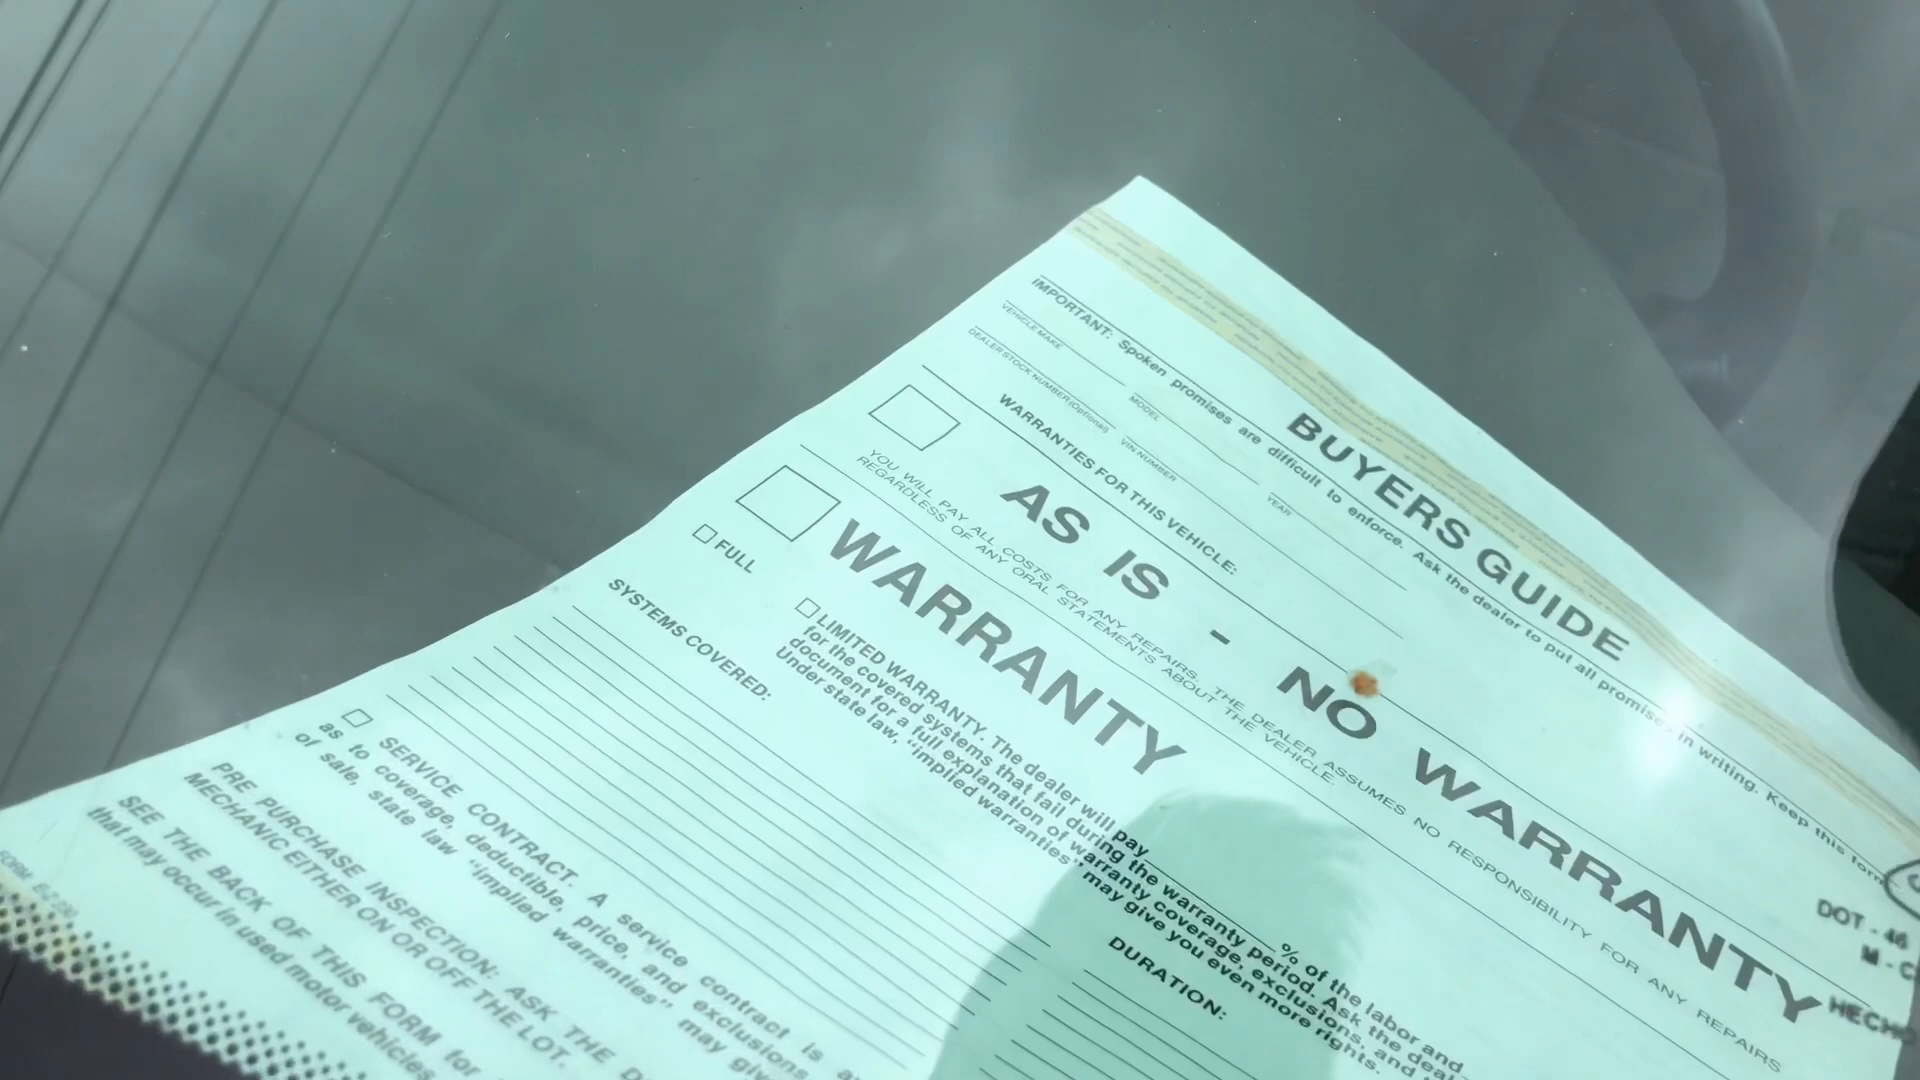 BUYERS GUIDE
IMPORTANT: Spoken promises are difficult to enforce. Ask the dealer to put all promises in writing. Keep this form
VEHICLE MAKE MODEL YEAR
DEALER STOCK NUMBER (Optional) VIN NUMBER
WARRANTIES FOR THIS VEHICLE:
AS IS - NO WARRANTY
YOU WILL PAY ALL COSTS FOR ANY REPAIRS. THE DEALER ASSUMES NO RESPONSIBILITY FOR ANY REPAIRS
REGARDLESS OF ANY ORAL STATEMENTS ABOUT THE VEHICLE.
WARRANTY
FULL
LIMITED WARRANTY. The dealer will pay % of the labor and
for the covered systems that fail during the warranty period. Ask the deal
document for a full explanation of warranty coverage, exclusions, and
Under state law, "implied warranties" may give you even more rights.
SYSTEMS COVERED:
DURATION:
SERVICE CONTRACT. A service contract is
as to coverage, deductible, price, and exclusions
of sale, state law "implied warranties" may giv
PRE PURCHASE INSPECTION: ASK THE D
MECHANIC EITHER ON OR OFF THE LOT.
SEE THE BACK OF THIS FORM for
that may occur in used motor vehicles
DOT - 46
M - C
HECHO